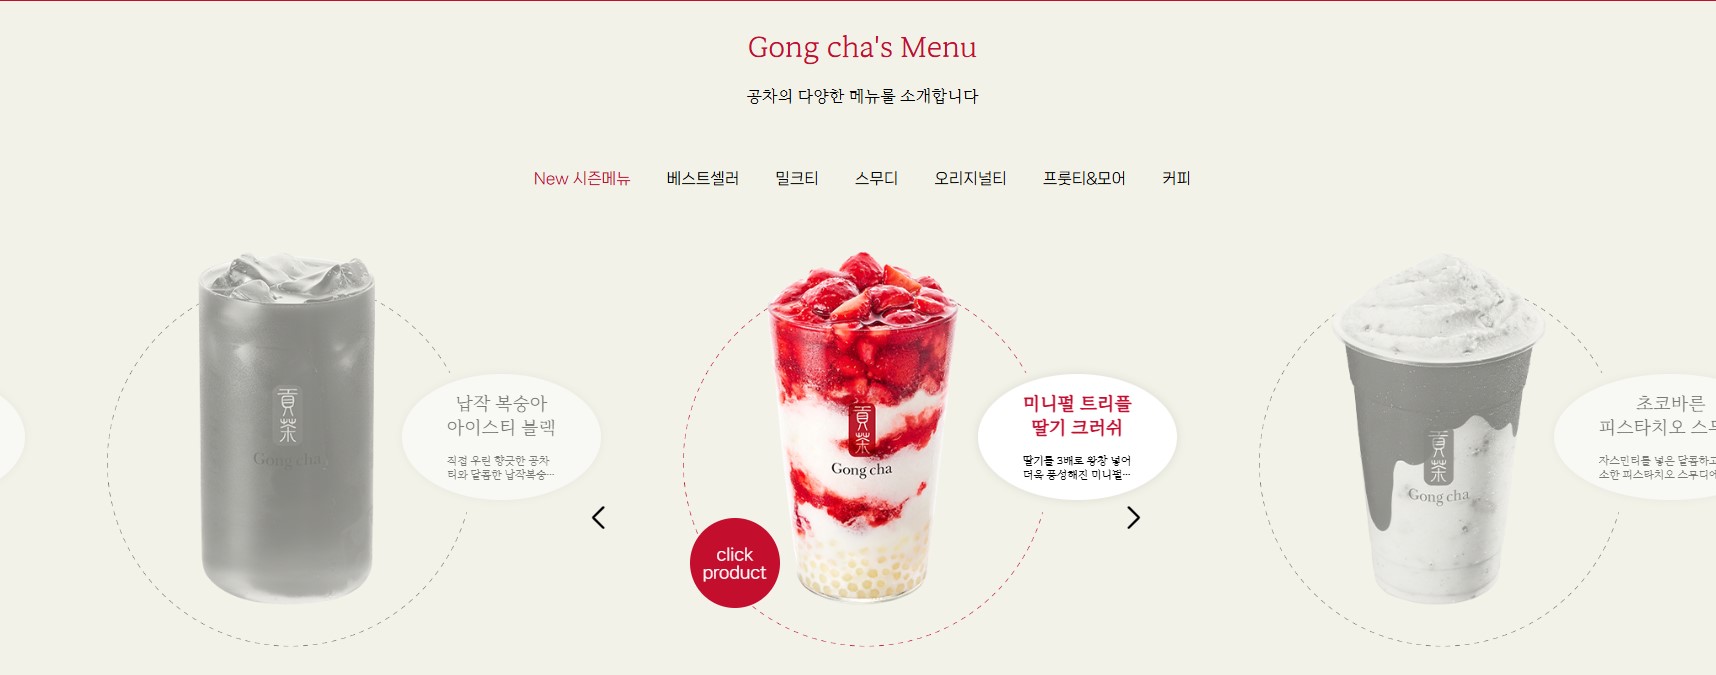 Gong cha's Menu
공차의 다양한 메뉴를 소개합니다
New 시즌메뉴 베스트셀러 밀크티 스무디 오리지널티 프룻티&모어 커피
납작 복숭아
아이스티 블랙
직접 우린 향긋한 공차
티와 달콤한 납작복숭…
貢茶
Gong cha
미니펄 트리플
딸기 크러쉬
딸기를 3배로 왕창 넣어
더욱 풍성해진 미니펄…
貢茶
Gong cha
click
product
초코바른
피스타치오 스무
자스민티를 넣은 달콤하고
소한 피스타치오 스무디에
貢茶
Gong cha